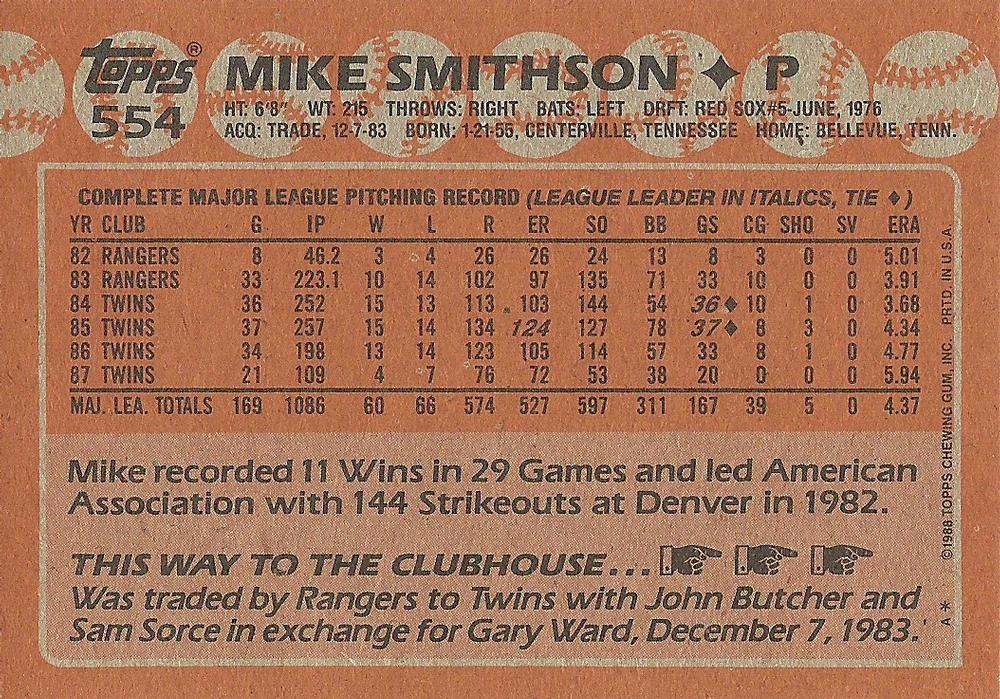 topps®
554
MIKE SMITHSON ✦ P
HT: 6'8" WT: 215 THROWS: RIGHT BATS: LEFT DRFT: RED SOX#5-JUNE, 1976
ACQ: TRADE, 12-7-83 BORN: 1-21-55, CENTERVILLE, TENNESSEE HOME: BELLEVUE, TENN.
COMPLETE MAJOR LEAGUE PITCHING RECORD (LEAGUE LEADER IN ITALICS, TIE ♦)
YR CLUB G IP W L R ER SO BB GS CG SHO SV ERA
82 RANGERS 8 46.2 3 4 26 26 24 13 8 3 0 0 5.01
83 RANGERS 33 223.1 10 14 102 97 135 71 33 10 0 0 3.91
84 TWINS 36 252 15 13 113 103 144 54 36♦ 10 1 0 3.68
85 TWINS 37 257 15 14 134 124 127 78 37♦ 8 3 0 4.34
86 TWINS 34 198 13 14 123 105 114 57 33 8 1 0 4.77
87 TWINS 21 109 4 7 76 72 53 38 20 0 0 0 5.94
MAJ. LEA. TOTALS 169 1086 60 66 574 527 597 311 167 39 5 0 4.37
Mike recorded 11 Wins in 29 Games and led American
Association with 144 Strikeouts at Denver in 1982.
THIS WAY TO THE CLUBHOUSE...
Was traded by Rangers to Twins with John Butcher and
Sam Sorce in exchange for Gary Ward, December 7, 1983.
A * ©1988 TOPPS CHEWING GUM, INC. PRTD. IN U.S.A.